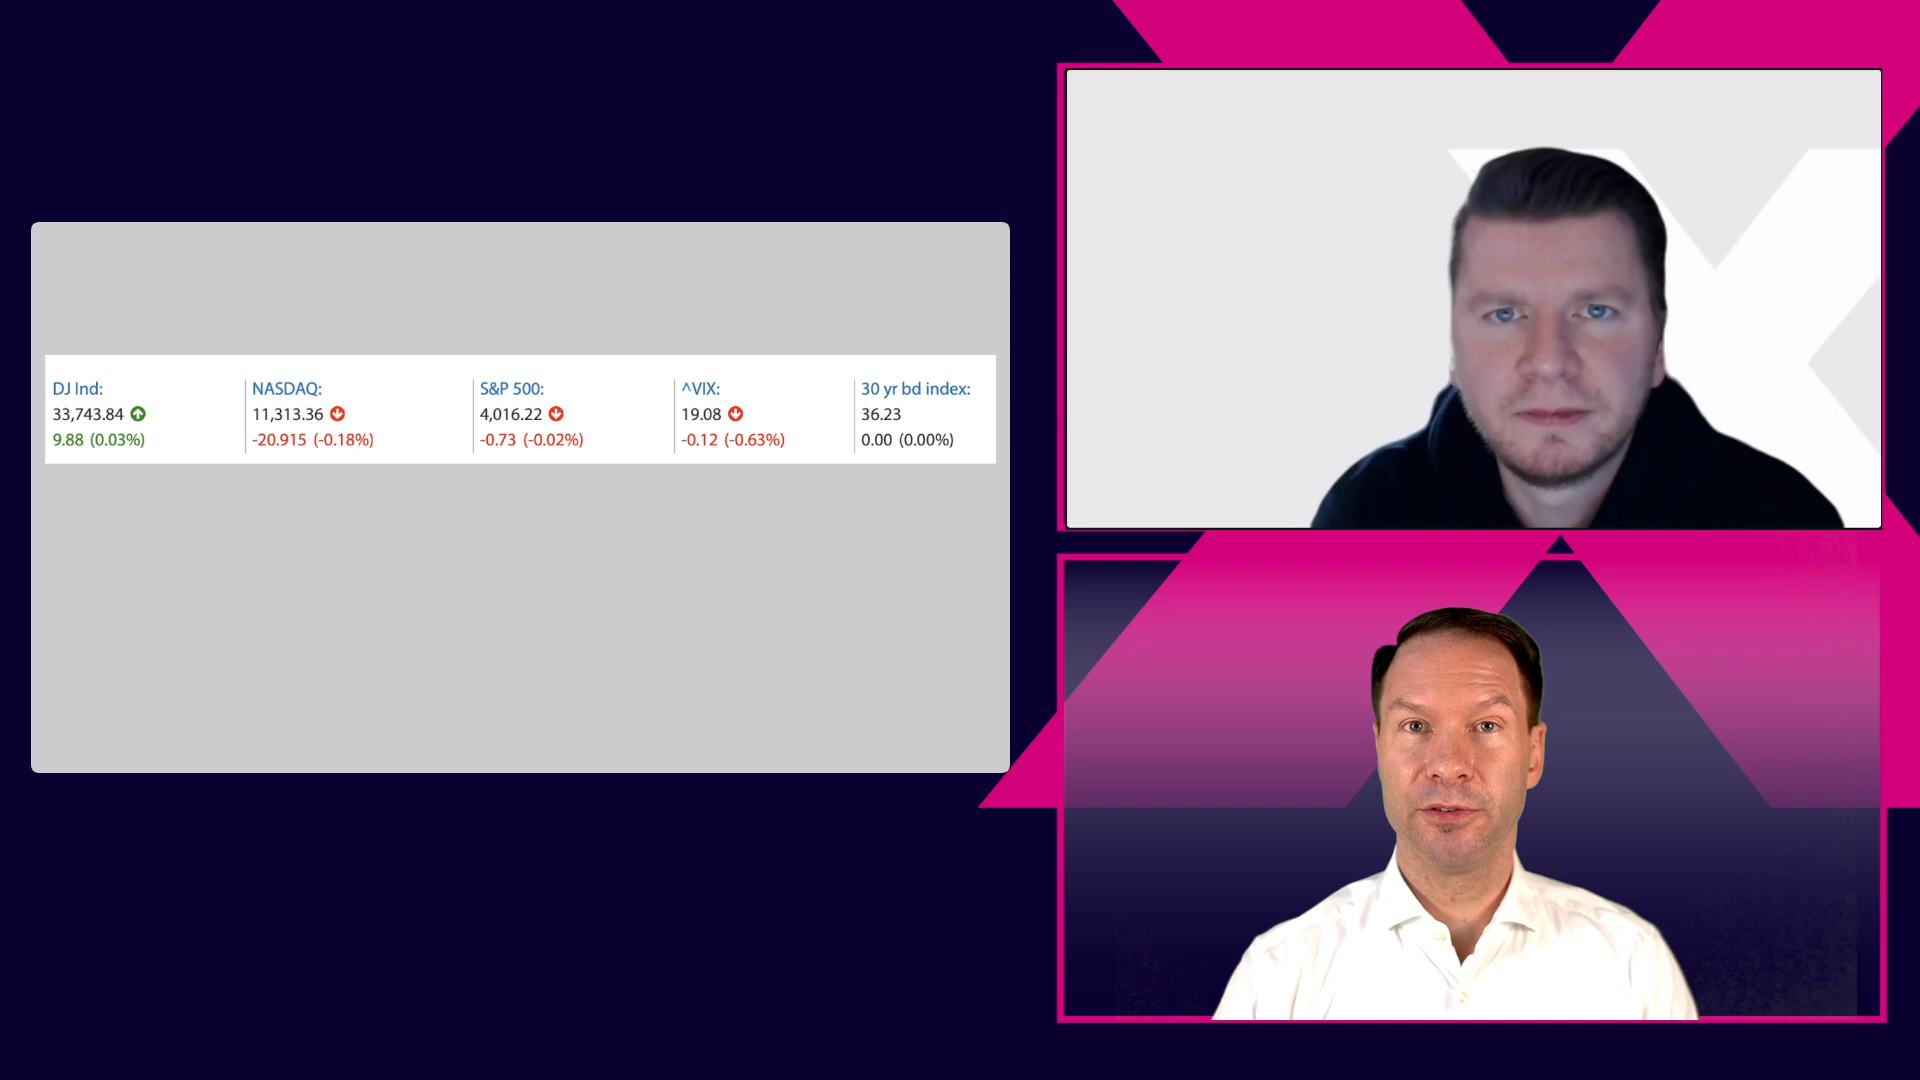 DJ Ind:
33,743.84
9.88 (0.03%)
NASDAQ:
11,313.36
-20.915 (-0.18%)
S&P 500:
4,016.22
-0.73 (-0.02%)
^VIX:
19.08
-0.12 (-0.63%)
30 yr bd index:
36.23
0.00 (0.00%)